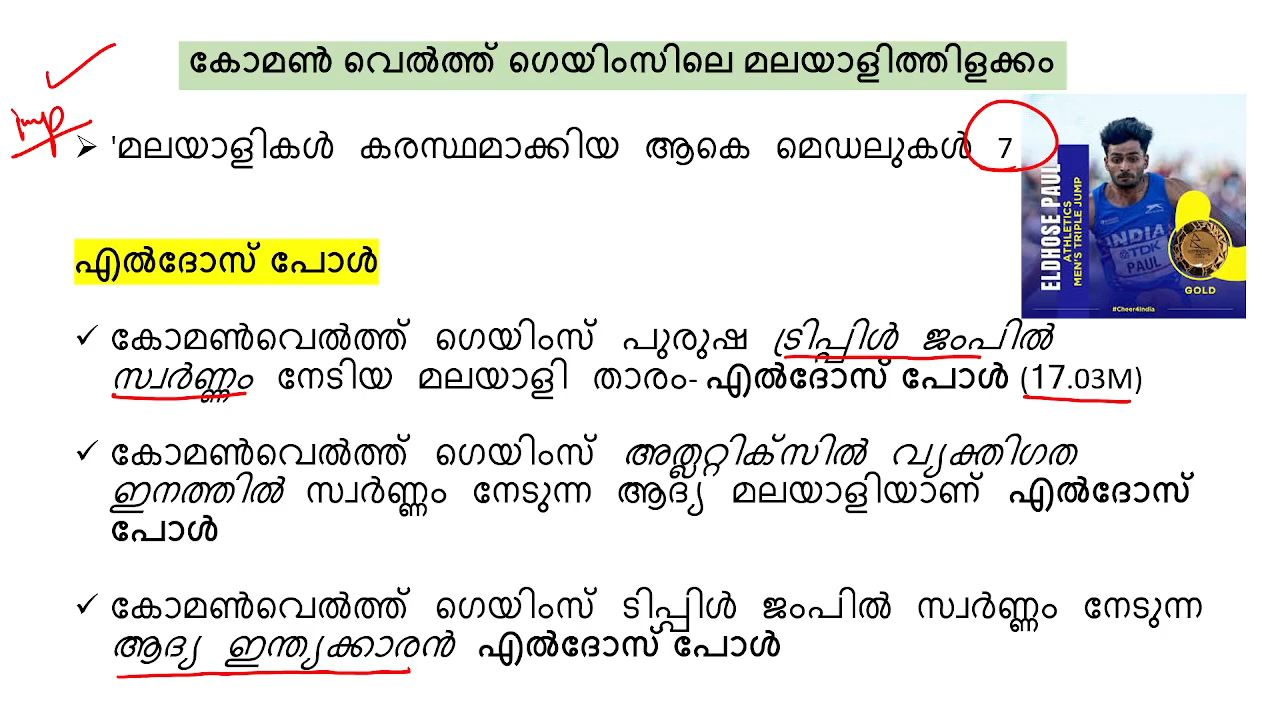 കോമൺ വെൽത്ത് ഗെയിംസിലെ മലയാളിത്തിളക്കം
imp
➢ 'മലയാളികൾ കരസ്ഥമാക്കിയ ആകെ മെഡലുകൾ 7
ELDHOSE PAUL
ATHLETICS
MEN'S TRIPLE JUMP
INDIA
TDK
PAUL
GOLD
#Cheer4India
എൽദോസ് പോൾ
✓ കോമൺവെൽത്ത് ഗെയിംസ് പുരുഷ ട്രിപ്പിൾ ജംപിൽ
സ്വർണ്ണം നേടിയ മലയാളി താരം- എൽദോസ് പോൾ (17.03M)
✓ കോമൺവെൽത്ത് ഗെയിംസ് അത്ലറ്റിക്സിൽ വ്യക്തിഗത
ഇനത്തിൽ സ്വർണ്ണം നേടുന്ന ആദ്യ മലയാളിയാണ് എൽദോസ്
പോൾ
✓ കോമൺവെൽത്ത് ഗെയിംസ് ടിപ്പിൾ ജംപിൽ സ്വർണ്ണം നേടുന്ന
ആദ്യ ഇന്ത്യക്കാരൻ എൽദോസ് പോൾ